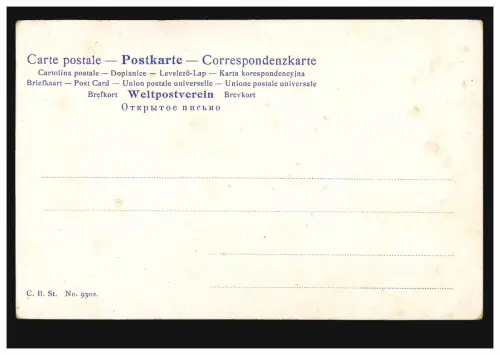 Carte postale — Postkarte — Correspondenzkarte
Cartolina postale — Dopisnice — Levelező-Lap — Karta korespondencyjna
Briefkaart — Post Card — Union postale universelle — Unione postale universale
Brefkort Weltpostverein Brevkort
Открытое письмо
C. B. St. No. 9302.